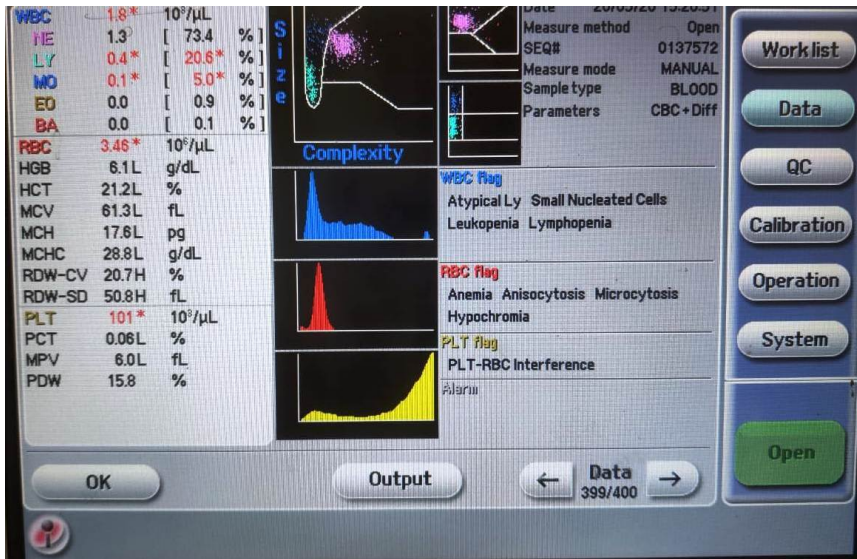 WBC 1.8* 10³/µL
NE 1.3 [ 73.4 % ]
LY 0.4* [ 20.6* % ]
MO 0.1* [ 5.0* % ]
EO 0.0 [ 0.9 % ]
BA 0.0 [ 0.1 % ]
RBC 3.46* 10⁶/µL
HGB 6.1L g/dL
HCT 21.2L %
MCV 61.3L fL
MCH 17.6L pg
MCHC 28.8L g/dL
RDW-CV 20.7H %
RDW-SD 50.8H fL
PLT 101* 10³/µL
PCT 0.06L %
MPV 6.0L fL
PDW 15.8 %
Size
Complexity
Date
Measure method Open
SEQ# 0137572
Measure mode MANUAL
Sample type BLOOD
Parameters CBC+Diff
WBC flag
Atypical Ly Small Nucleated Cells
Leukopenia Lymphopenia
RBC flag
Anemia Anisocytosis Microcytosis
Hypochromia
PLT flag
PLT-RBC Interference
Alarm
OK
Output
← Data →
399/400
Work list
Data
QC
Calibration
Operation
System
Open